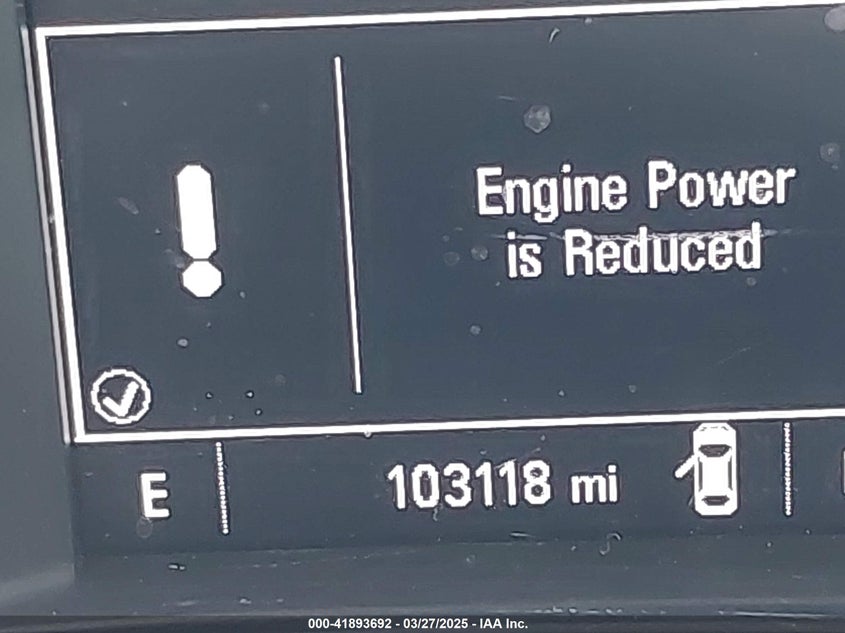 Engine Power
is Reduced
E
103118 mi
000-41893692 - 03/27/2025 - IAA Inc.